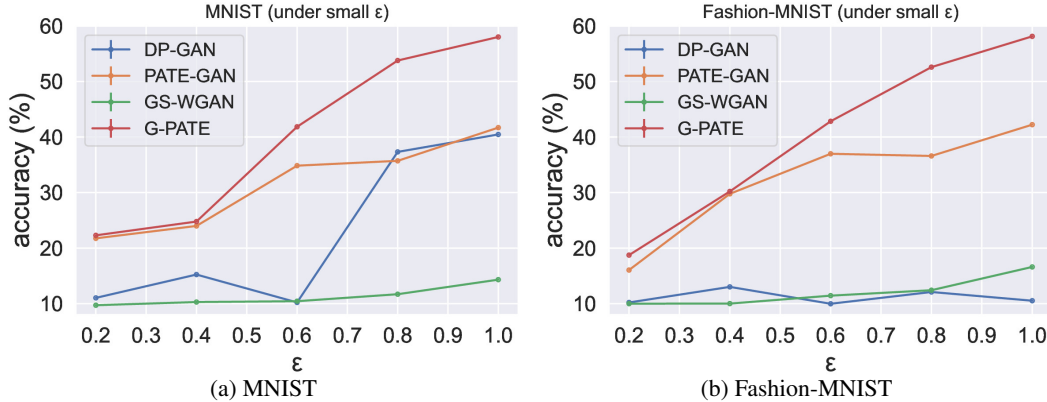 MNIST (under small ε)
60
50
40
30
20
10
accuracy (%)
DP-GAN
PATE-GAN
GS-WGAN
G-PATE
0.2 0.3 0.4 0.5 0.6 0.7 0.8 0.9 1.0
ε
(a) MNIST
Fashion-MNIST (under small ε)
60
50
40
30
20
10
accuracy (%)
DP-GAN
PATE-GAN
GS-WGAN
G-PATE
0.2 0.3 0.4 0.5 0.6 0.7 0.8 0.9 1.0
ε
(b) Fashion-MNIST